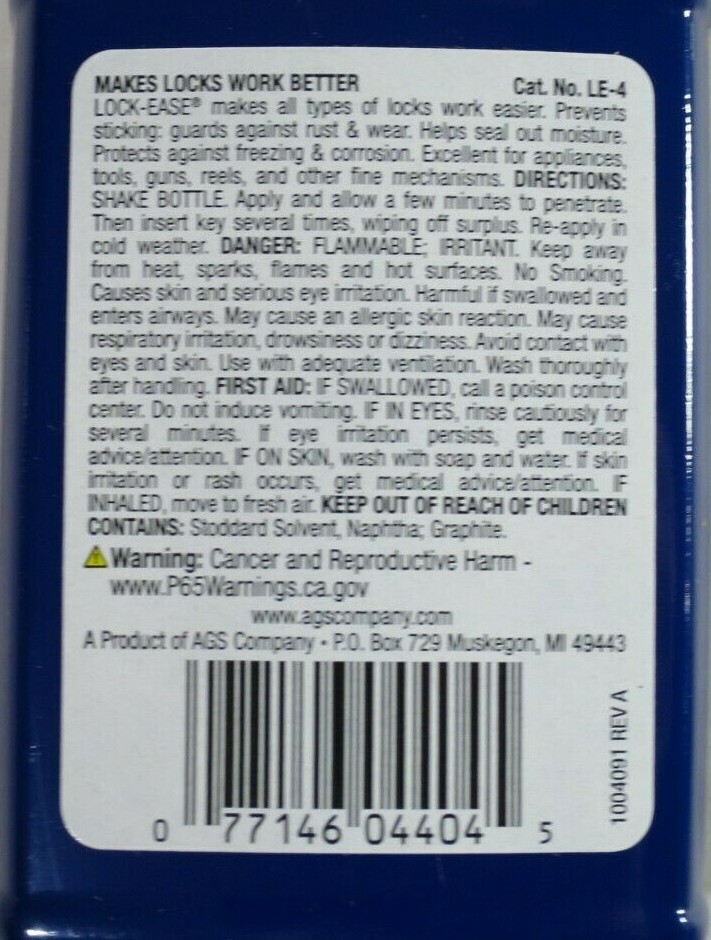 MAKES LOCKS WORK BETTER Cat. No. LE-4
LOCK-EASE® makes all types of locks work easier. Prevents
sticking: guards against rust & wear. Helps seal out moisture.
Protects against freezing & corrosion. Excellent for appliances,
tools, guns, reels, and other fine mechanisms. DIRECTIONS:
SHAKE BOTTLE. Apply and allow a few minutes to penetrate.
Then insert key several times, wiping off surplus. Re-apply in
cold weather. DANGER: FLAMMABLE; IRRITANT. Keep away
from heat, sparks, flames and hot surfaces. No Smoking.
Causes skin and serious eye irritation. Harmful if swallowed and
enters airways. May cause an allergic skin reaction. May cause
respiratory irritation, drowsiness or dizziness. Avoid contact with
eyes and skin. Use with adequate ventilation. Wash thoroughly
after handling. FIRST AID: IF SWALLOWED, call a poison control
center. Do not induce vomiting. IF IN EYES, rinse cautiously for
several minutes. If eye irritation persists, get medical
advice/attention. IF ON SKIN, wash with soap and water. If skin
irritation or rash occurs, get medical advice/attention. IF
INHALED, move to fresh air. KEEP OUT OF REACH OF CHILDREN
CONTAINS: Stoddard Solvent, Naphtha; Graphite.
Warning: Cancer and Reproductive Harm -
www.P65Warnings.ca.gov
www.agscompany.com
A Product of AGS Company • P.O. Box 729 Muskegon, MI 49443
0 77146 04404 5
1004091 REV A